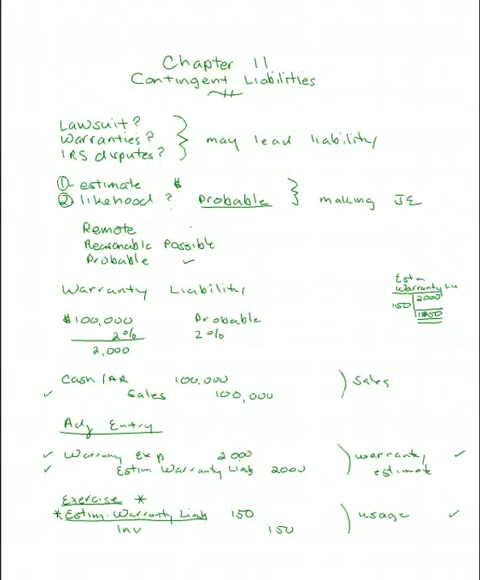 Chapter 11
Contingent Liabilities
Lawsuit?
Warranties? may lead liability
IRS disputes?
① estimate $
② likehood? probable making JE
Remote
Reasonable Possible
Probable ✓
Warranty Liability
Estm
Warranty Lia
150 2000
1850
$100,000 Probable
2% 2%
2,000
Cash/AR 100,000 ) Sales
✓ Sales 100,000
Adj Entry
✓ Warranty Exp 2000 ) warranty ✓
✓ Estim Warranty Liab 2000 estimate
Exercise *
* Estim. Warranty Liab 150 ) usage ✓
Inv 150